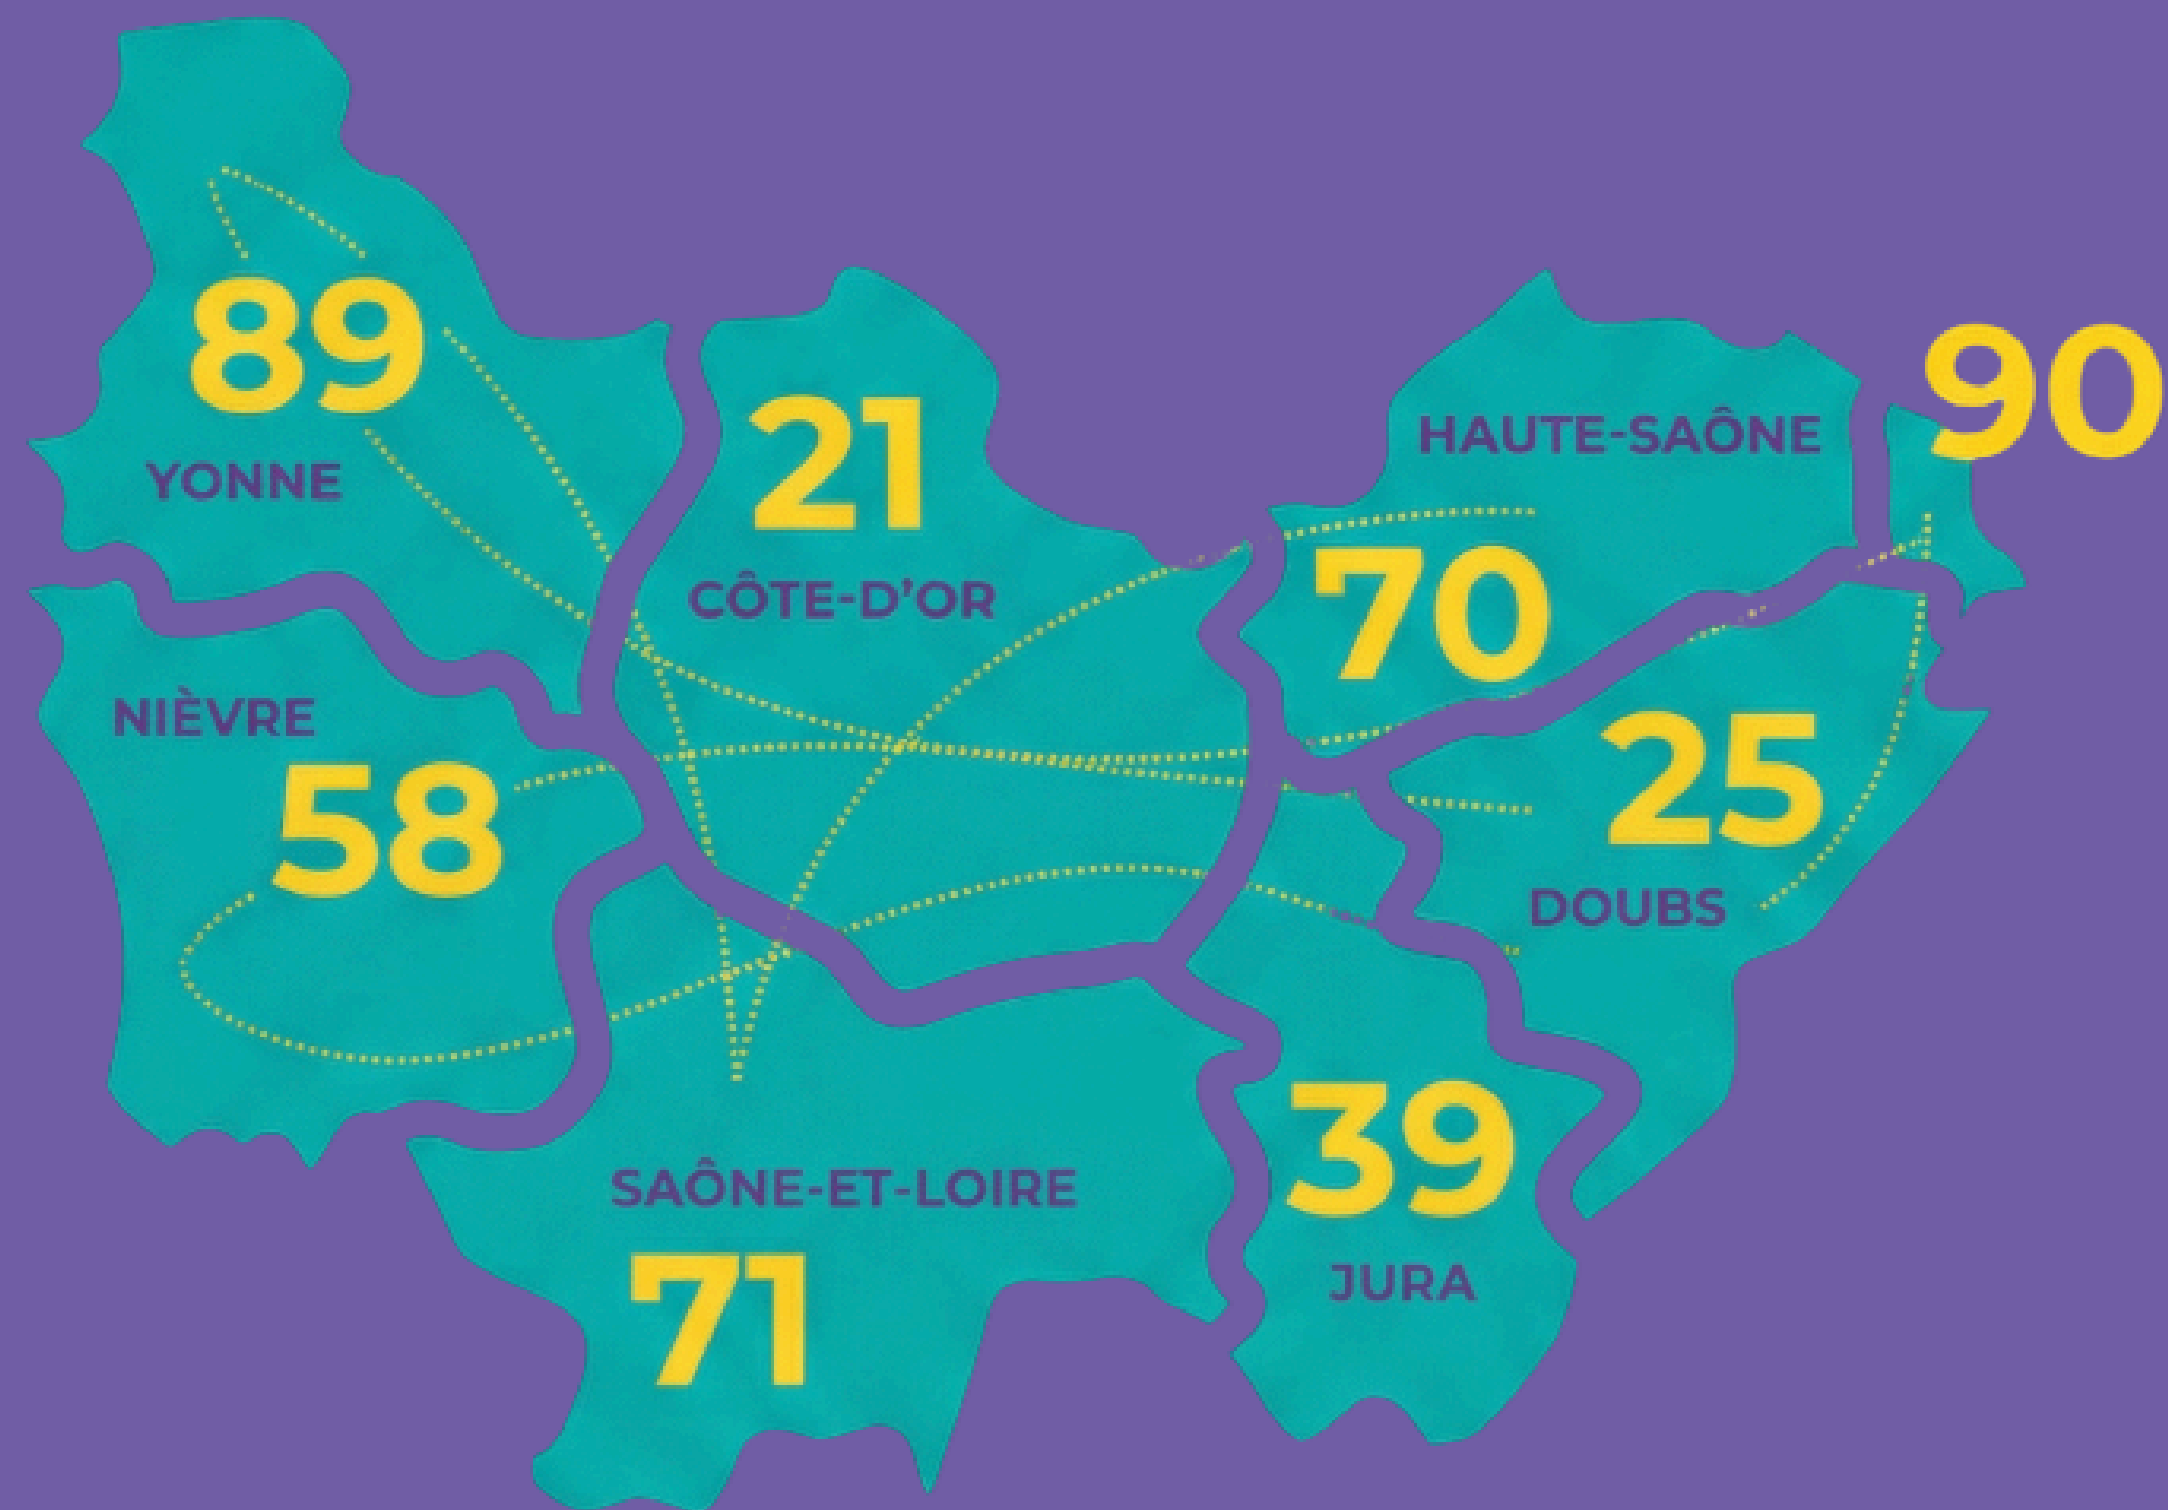 89
YONNE
21
CÔTE-D'OR
HAUTE-SAÔNE
70
90
NIÈVRE
58
25
DOUBS
SAÔNE-ET-LOIRE
71
39
JURA